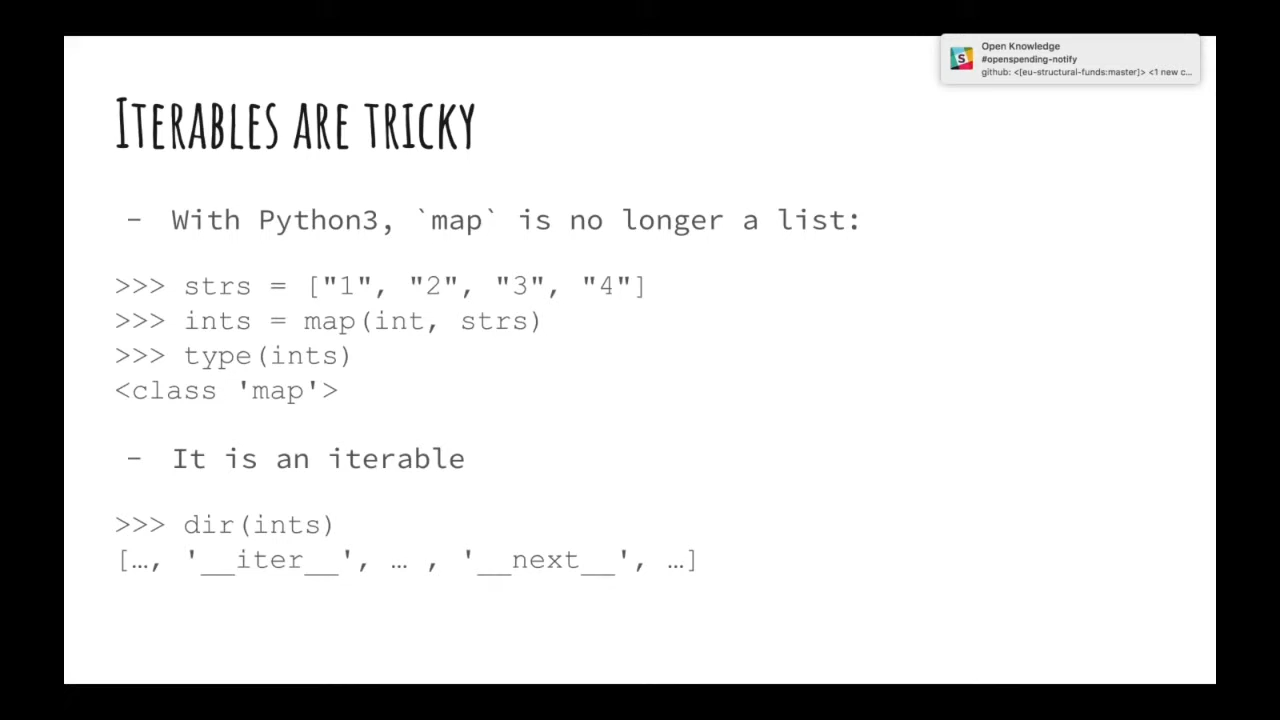 Open Knowledge
#openspending-notify
github: <[eu-structural-funds:master]> <1 new c...
ITERABLES ARE TRICKY
- With Python3, `map` is no longer a list:
>>> strs = ["1", "2", "3", "4"]
>>> ints = map(int, strs)
>>> type(ints)
<class 'map'>
- It is an iterable
>>> dir(ints)
[…, '__iter__', … , '__next__', …]